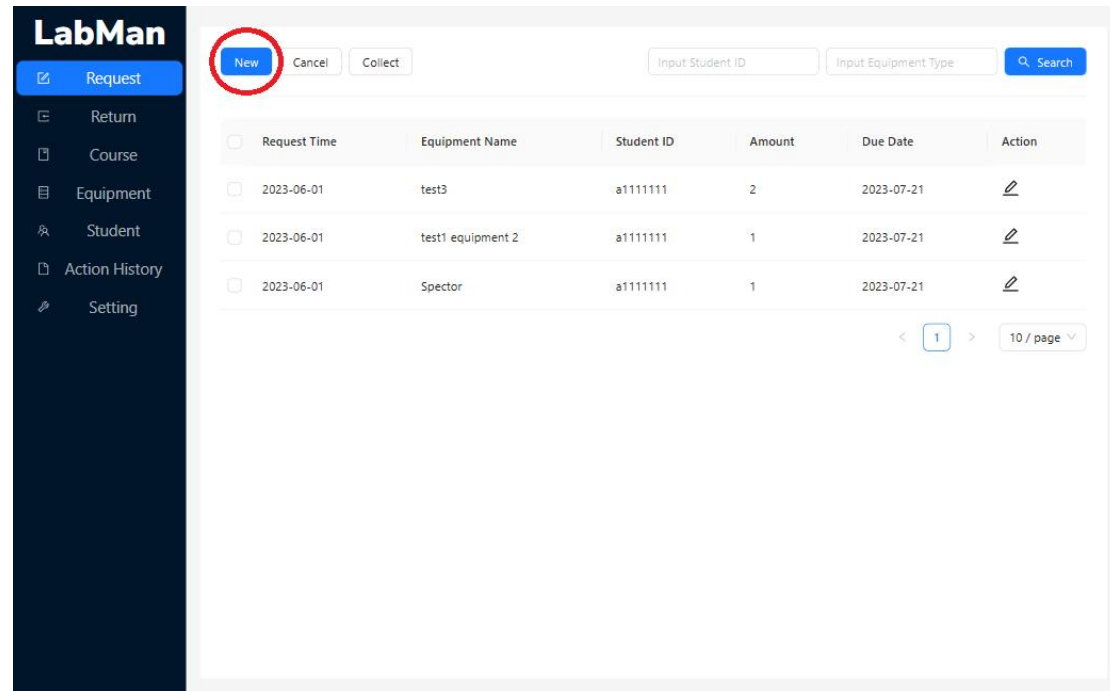 LabMan
Request
Return
Course
Equipment
Student
Action History
Setting
New Cancel Collect Input Student ID Input Equipment Type Search
Request Time Equipment Name Student ID Amount Due Date Action
2023-06-01 test3 a1111111 2 2023-07-21
2023-06-01 test1 equipment 2 a1111111 1 2023-07-21
2023-06-01 Spector a1111111 1 2023-07-21
< 1 > 10 / page